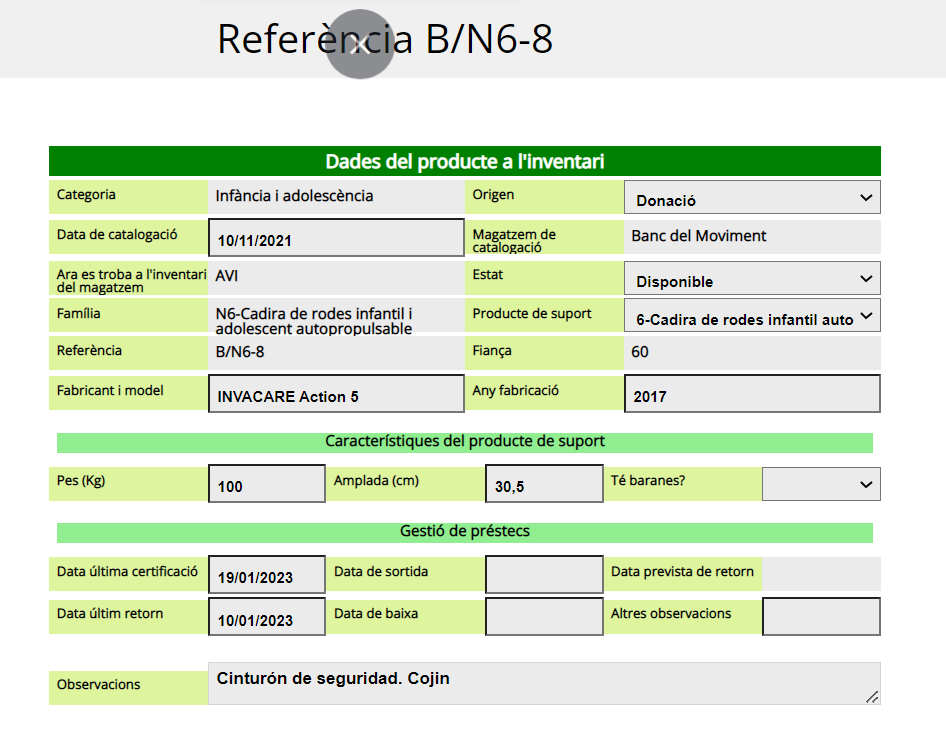 Referència B/N6-8
Dades del producte a l'inventari
Categoria Infància i adolescència Origen Donació
Data de catalogació 10/11/2021 Magatzem de catalogació Banc del Moviment
Ara es troba a l'inventari del magatzem AVI Estat Disponible
Família N6-Cadira de rodes infantil i adolescent autopropulsable Producte de suport 6-Cadira de rodes infantil auto
Referència B/N6-8 Fiança 60
Fabricant i model INVACARE Action 5 Any fabricació 2017
Característiques del producte de suport
Pes (Kg) 100 Amplada (cm) 30,5 Té baranes?
Gestió de préstecs
Data última certificació 19/01/2023 Data de sortida Data prevista de retorn
Data últim retorn 10/01/2023 Data de baixa Altres observacions
Observacions Cinturón de seguridad. Cojin